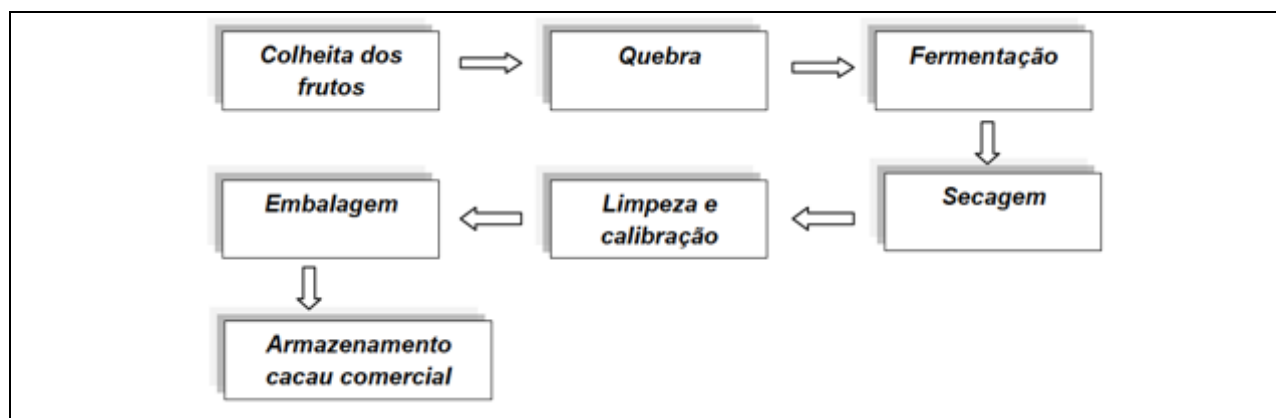 Colheita dos
frutos
Quebra
Fermentação
Secagem
Limpeza e
calibração
Embalagem
Armazenamento
cacau comercial